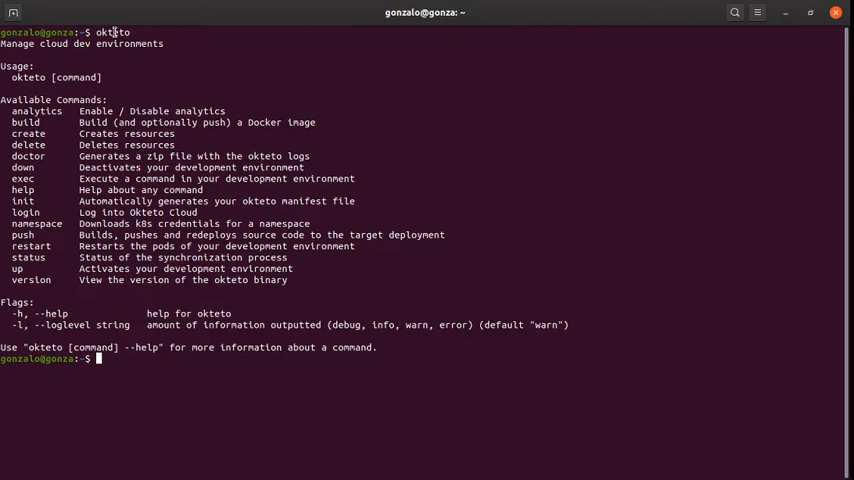 gonzalo@gonza: ~
gonzalo@gonza:~$ okteto
Manage cloud dev environments
Usage:
okteto [command]
Available Commands:
analytics Enable / Disable analytics
build Build (and optionally push) a Docker image
create Creates resources
delete Deletes resources
doctor Generates a zip file with the okteto logs
down Deactivates your development environment
exec Execute a command in your development environment
help Help about any command
init Automatically generates your okteto manifest file
login Log into Okteto Cloud
namespace Downloads k8s credentials for a namespace
push Builds, pushes and redeploys source code to the target deployment
restart Restarts the pods of your development environment
status Status of the synchronization process
up Activates your development environment
version View the version of the okteto binary
Flags:
-h, --help help for okteto
-l, --loglevel string amount of information outputted (debug, info, warn, error) (default "warn")
Use "okteto [command] --help" for more information about a command.
gonzalo@gonza:~$